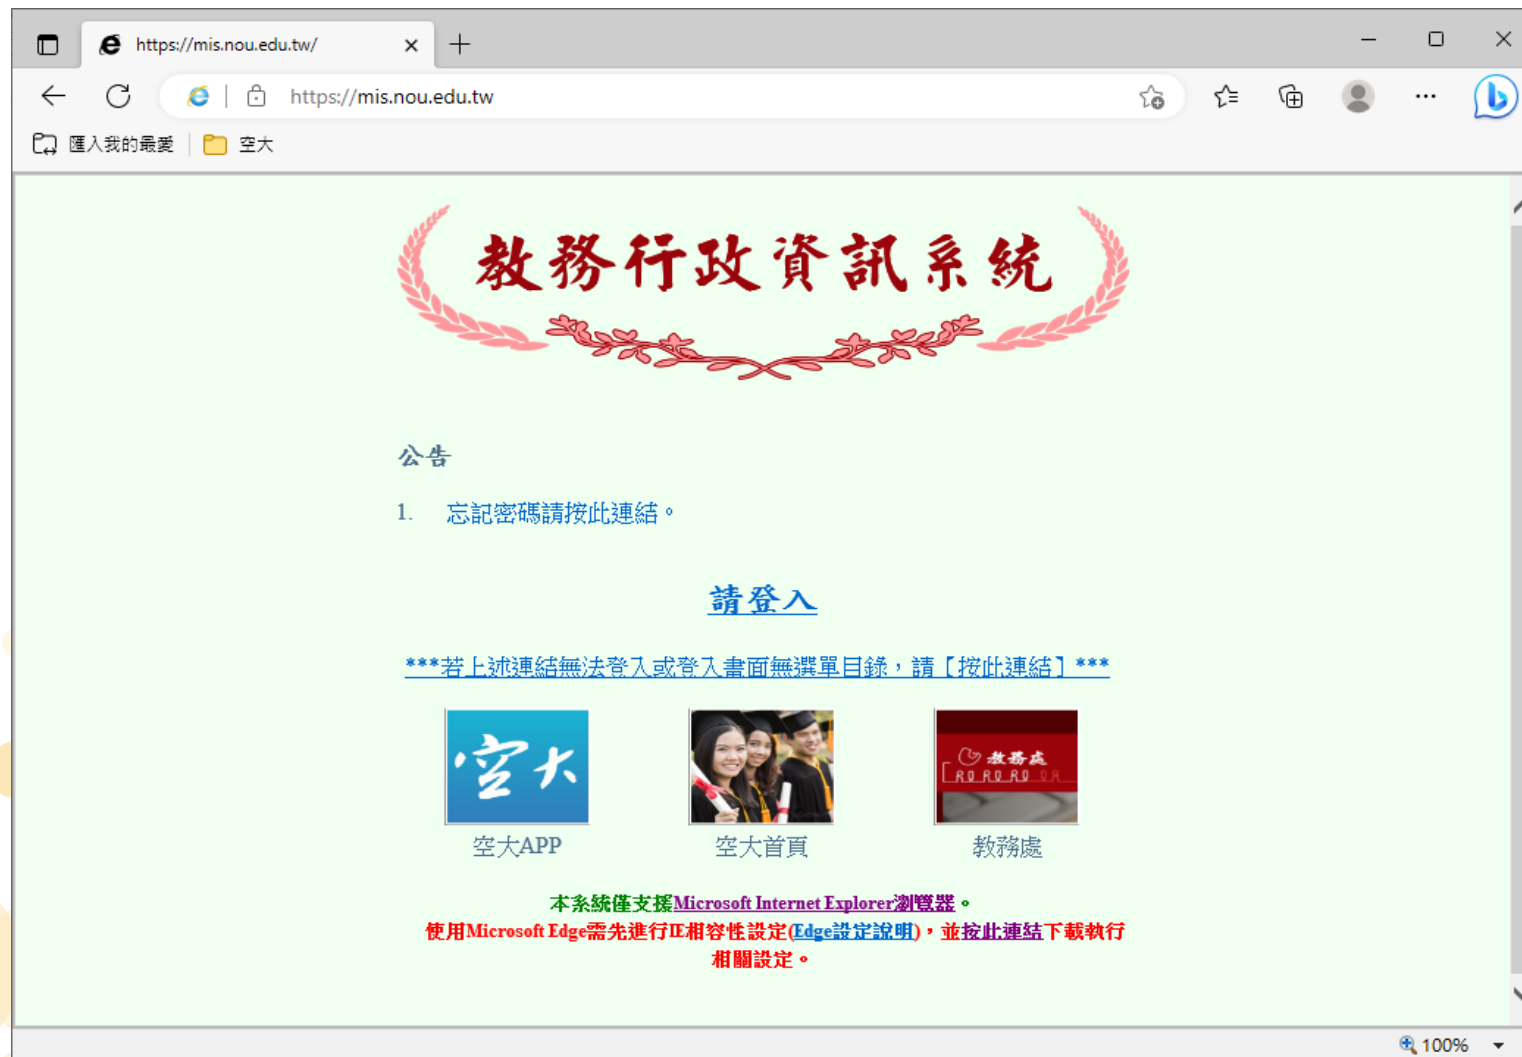 https://mis.nou.edu.tw/
https://mis.nou.edu.tw
匯入我的最愛 空大
教務行政資訊系統
公告
1. 忘記密碼請按此連結。
請登入
***若上述連結無法登入或登入畫面無選單目錄，請【按此連結】***
空大
教務處
空大APP 空大首頁 教務處
本系統僅支援Microsoft Internet Explorer瀏覽器。
使用Microsoft Edge需先進行IE相容性設定(Edge設定說明)，並按此連結下載執行
相關設定。
100%